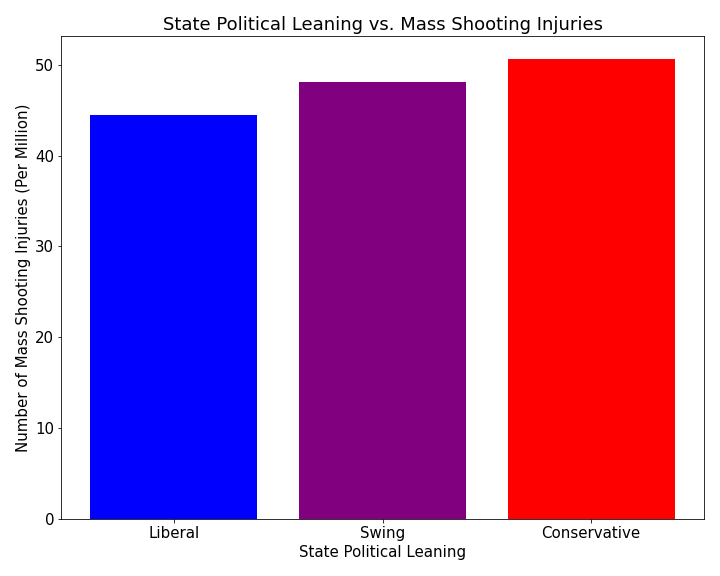 State Political Leaning vs. Mass Shooting Injuries
Number of Mass Shooting Injuries (Per Million)
50
40
30
20
10
0
Liberal
Swing
Conservative
State Political Leaning